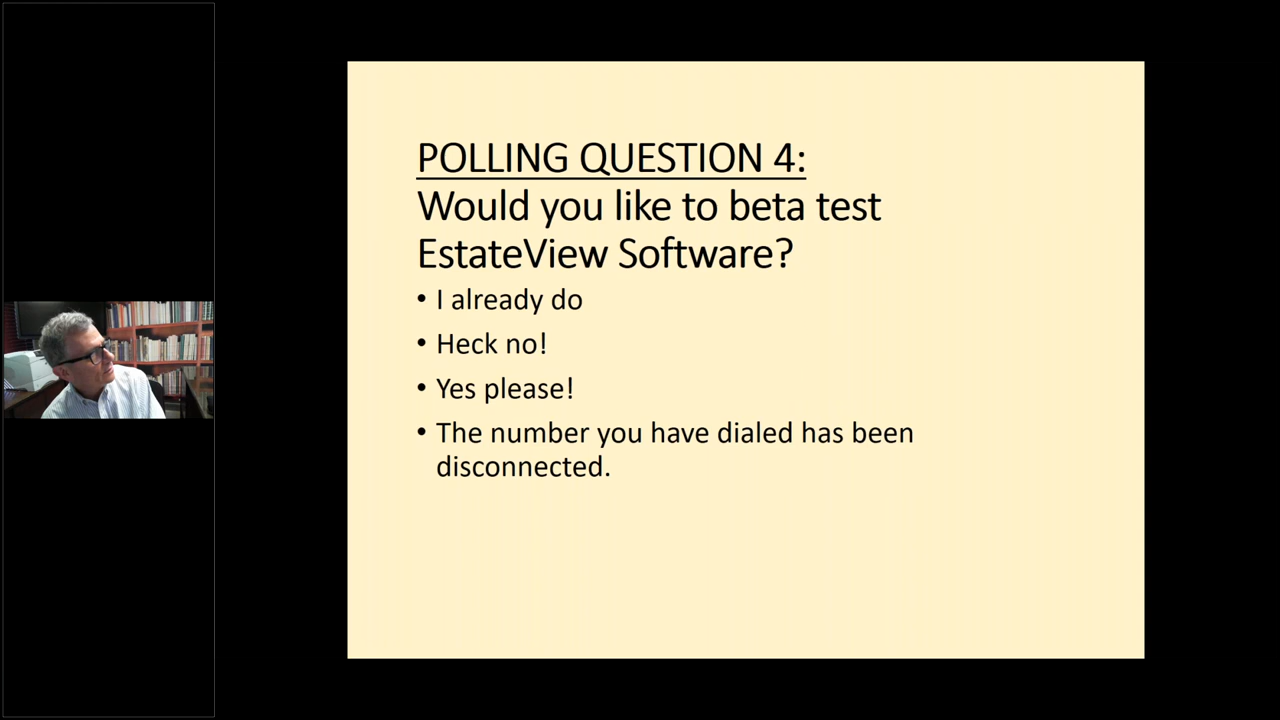 POLLING QUESTION 4:
Would you like to beta test
EstateView Software?
• I already do
• Heck no!
• Yes please!
• The number you have dialed has been
disconnected.